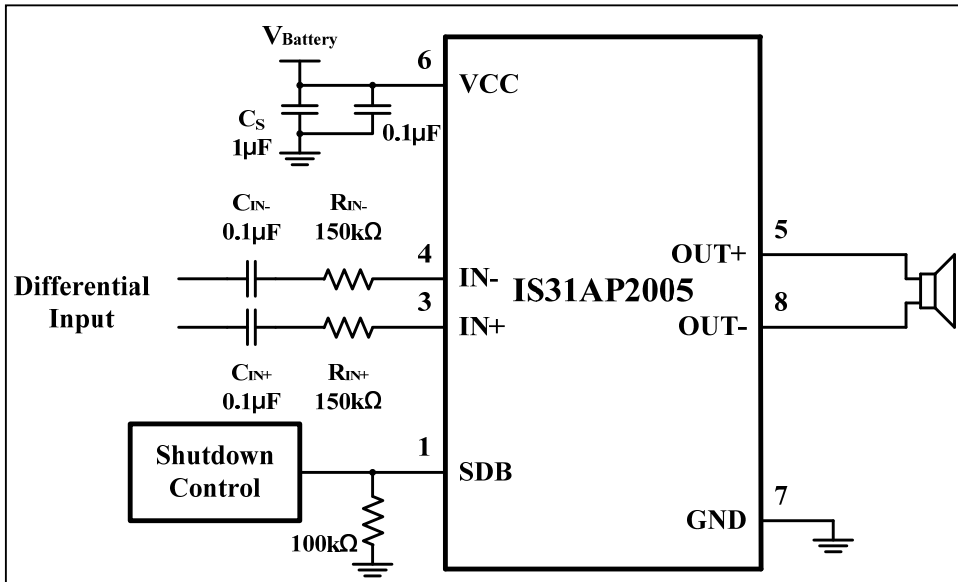 VBattery
6
VCC
CS
1µF
0.1µF
CIN-
0.1µF
RIN-
150kΩ
4
IN-
Differential
Input
3
IN+
CIN+
0.1µF
RIN+
150kΩ
IS31AP2005
5
OUT+
8
OUT-
Shutdown
Control
1
SDB
100kΩ
7
GND